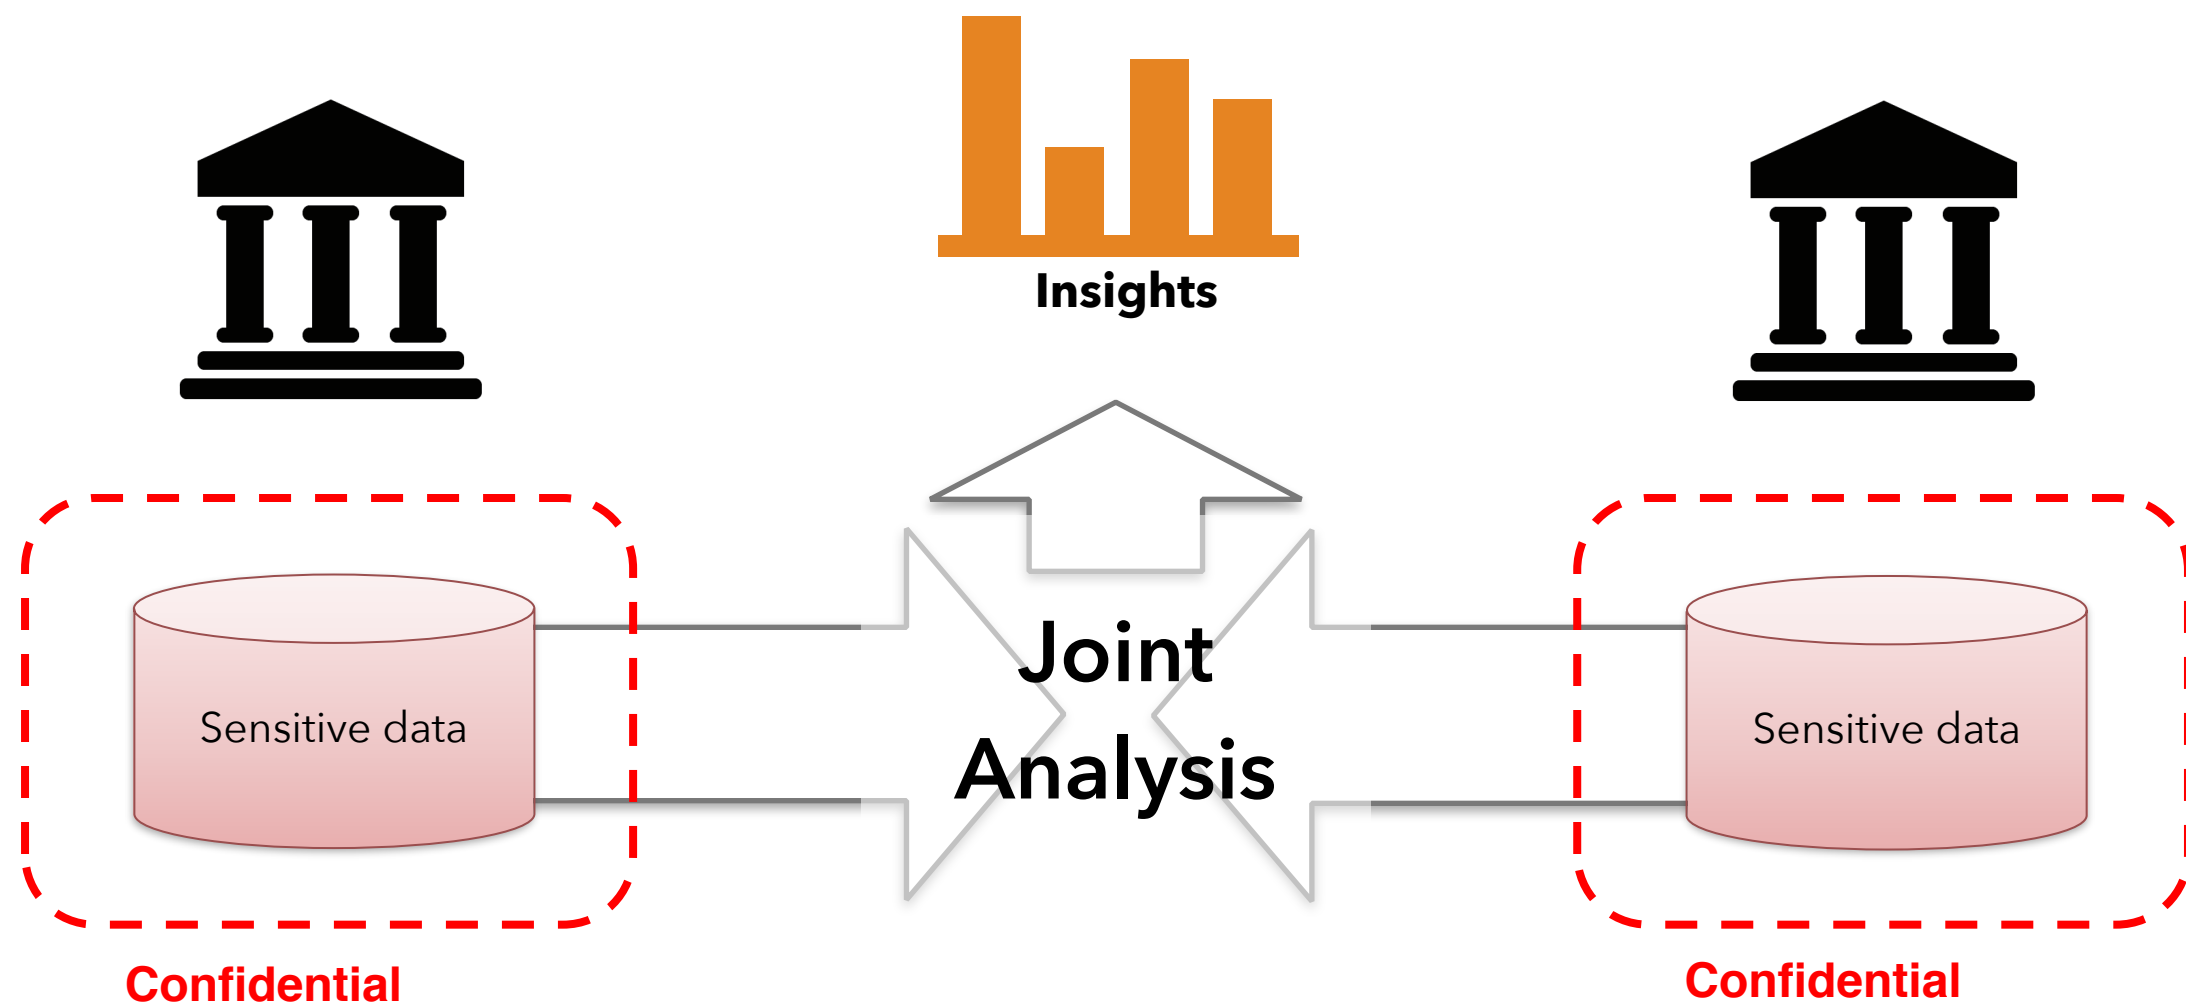 Insights
Sensitive data
Joint
Analysis
Sensitive data
Confidential
Confidential